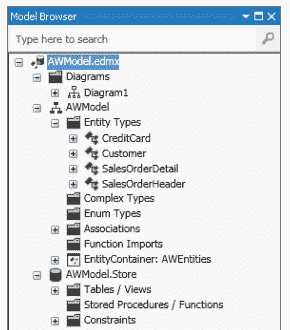 Model Browser
Type here to search
AWModel.edmx
Diagrams
Diagram1
AWModel
Entity Types
CreditCard
Customer
SalesOrderDetail
SalesOrderHeader
Complex Types
Enum Types
Associations
Function Imports
EntityContainer: AWEntities
AWModel.Store
Tables / Views
Stored Procedures / Functions
Constraints